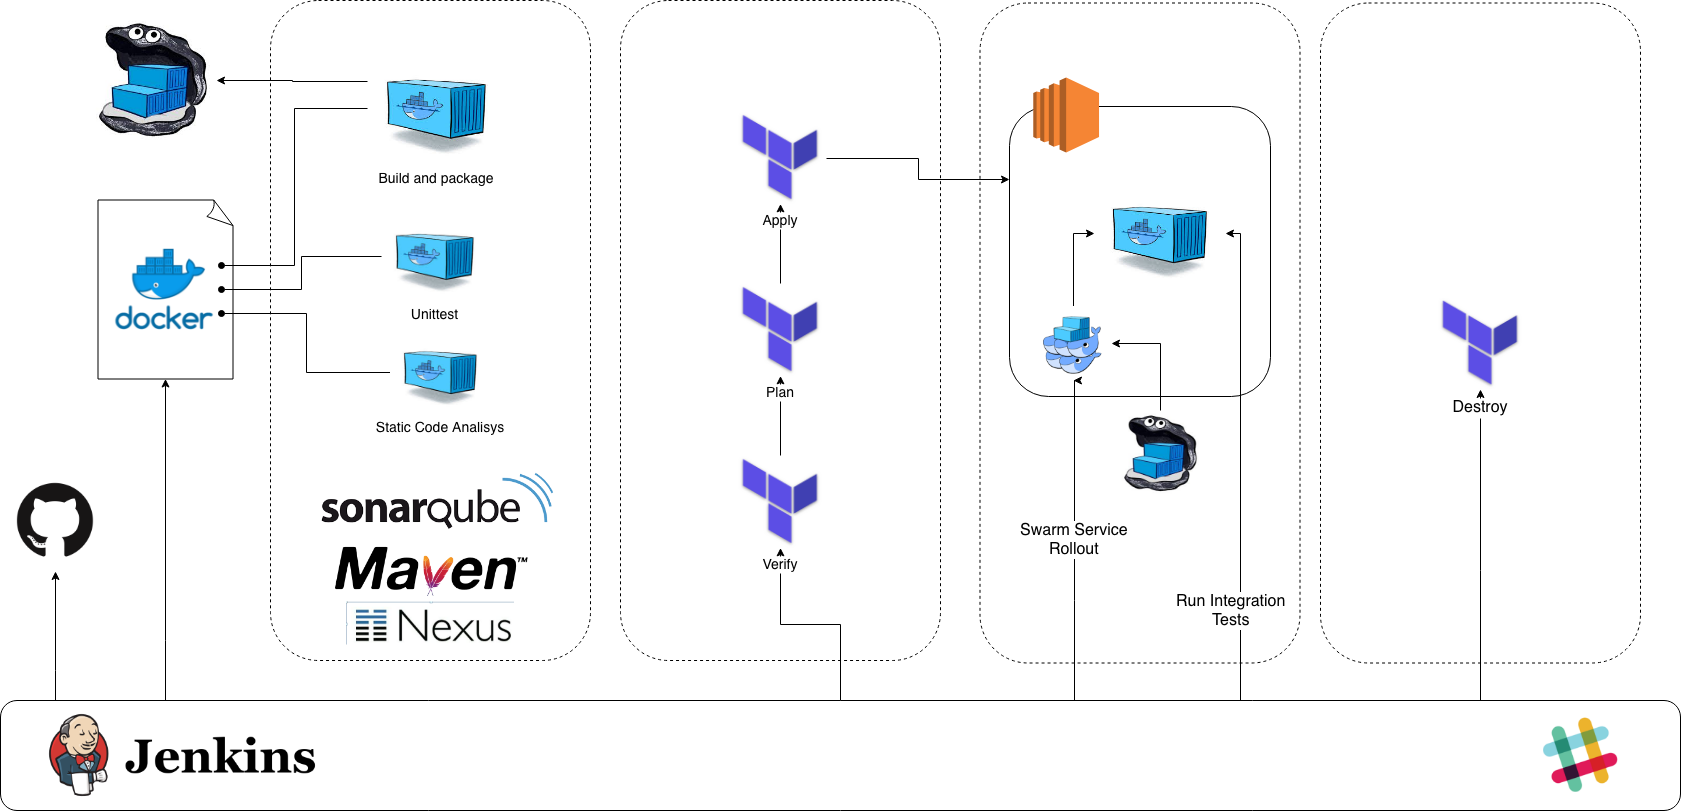 Build and package
docker
Unittest
Static Code Analisys
sonarqube
Maven™
Nexus
Apply
Plan
Verify
Swarm Service
Rollout
Run Integration
Tests
Destroy
Jenkins